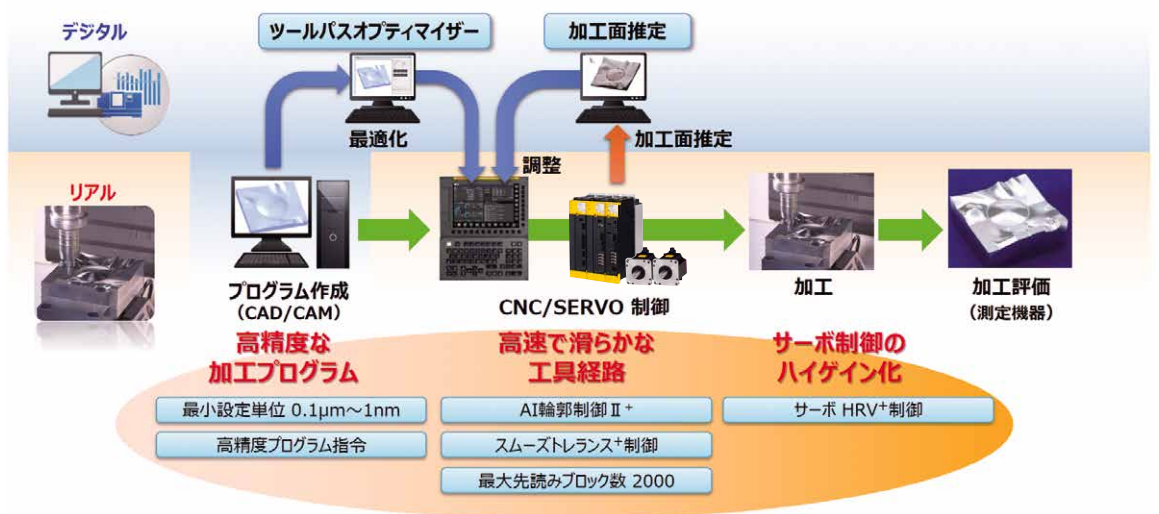 デジタル
ツールパスオプティマイザー
加工面推定
最適化
加工面推定
調整
リアル
プログラム作成
(CAD/CAM)
CNC/SERVO 制御
加工
加工評価
(測定機器)
高精度な
加工プログラム
高速で滑らかな
工具経路
サーボ制御の
ハイゲイン化
最小設定単位 0.1μm~1nm
高精度プログラム指令
AI輪郭制御Ⅱ⁺
スムーズトレランス⁺制御
最大先読みブロック数 2000
サーボ HRV⁺制御